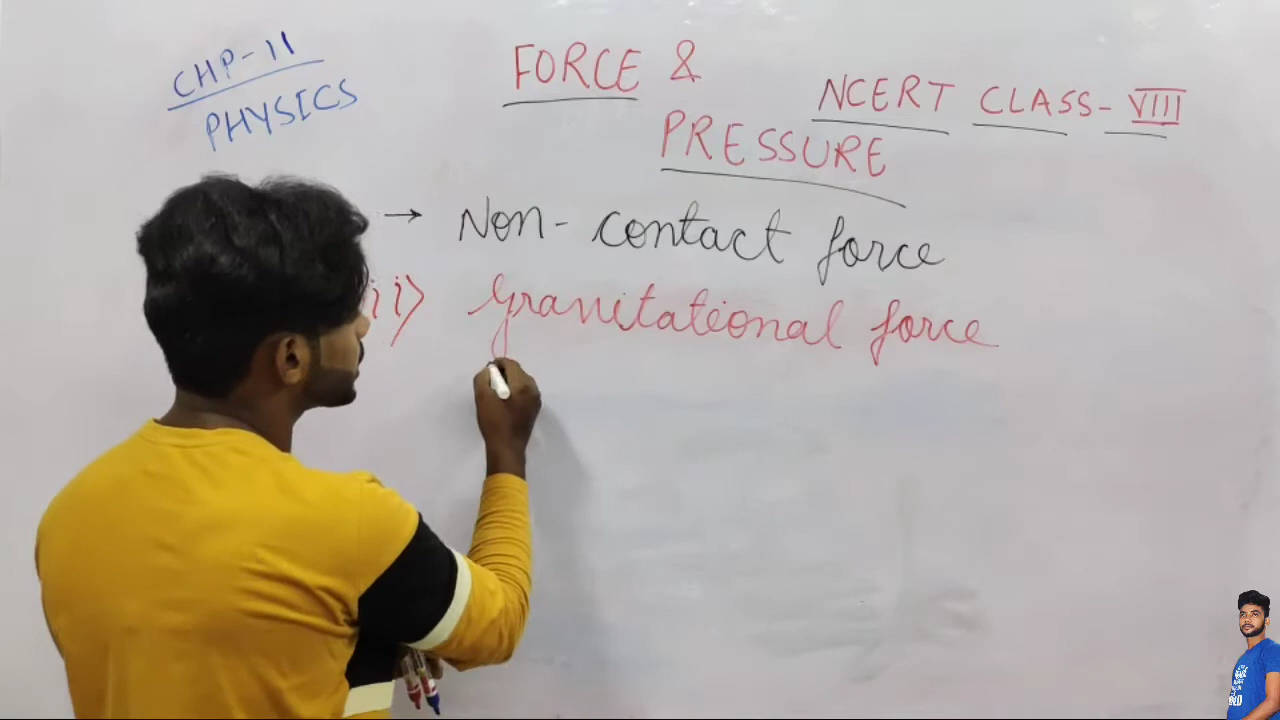 CHP-11
PHYSICS
FORCE &
PRESSURE
NCERT CLASS-VIII
→ Non-contact force
ii) Gravitational force